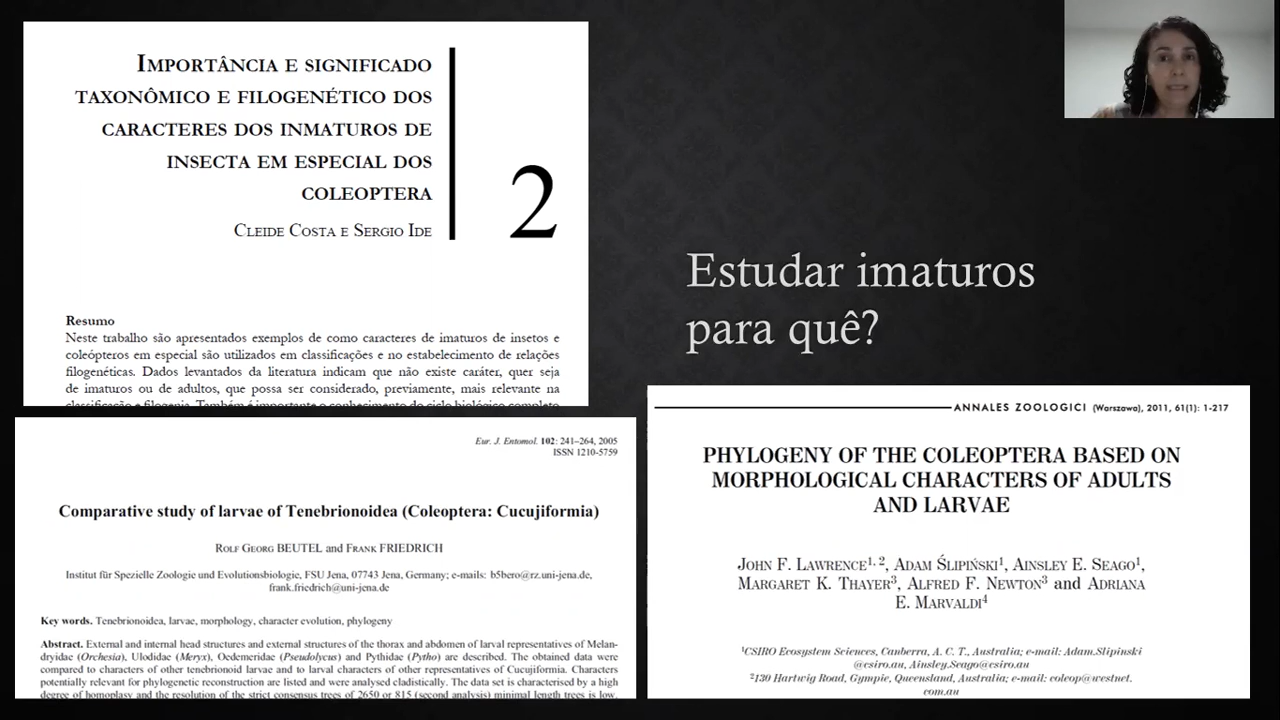 IMPORTÂNCIA E SIGNIFICADO
TAXONÔMICO E FILOGENÉTICO DOS
CARACTERES DOS INMATUROS DE
INSECTA EM ESPECIAL DOS
COLEOPTERA
CLEIDE COSTA E SERGIO IDE
2
Resumo
Neste trabalho são apresentados exemplos de como caracteres de imaturos de insetos e
coleópteros em especial são utilizados em classificações e no estabelecimento de relações
filogenéticas. Dados levantados da literatura indicam que não existe caráter, quer seja
de imaturos ou de adultos, que possa ser considerado, previamente, mais relevante na
classificação e filogenia. Também é importante o conhecimento do ciclo biológico completo
Estudar imaturos
para quê?
Eur. J. Entomol. 102: 241–264, 2005
ISSN 1210-5759
Comparative study of larvae of Tenebrionoidea (Coleoptera: Cucujiformia)
ROLF GEORG BEUTEL and FRANK FRIEDRICH
Institut für Spezielle Zoologie und Evolutionsbiologie, FSU Jena, 07743 Jena, Germany; e-mails: b5bero@rz.uni-jena.de,
frank.friedrich@uni-jena.de
Key words. Tenebrionoidea, larvae, morphology, character evolution, phylogeny
Abstract. External and internal head structures and external structures of the thorax and abdomen of larval representatives of Melan-
dryidae (Orchesia), Ulodidae (Meryx), Oedemeridae (Pseudolycus) and Pythidae (Pytho) are described. The obtained data were
compared to characters of other tenebrionoid larvae and to larval characters of other representatives of Cucujiformia. Characters
potentially relevant for phylogenetic reconstruction are listed and were analysed cladistically. The data set is characterised by a high
degree of homoplasy and the resolution of the strict consensus trees of 2650 or 815 (second analysis) minimal length trees is low.
ANNALES ZOOLOGICI (Warszawa), 2011, 61(1): 1-217
PHYLOGENY OF THE COLEOPTERA BASED ON
MORPHOLOGICAL CHARACTERS OF ADULTS
AND LARVAE
JOHN F. LAWRENCE1, 2, ADAM ŚLIPIŃSKI1, AINSLEY E. SEAGO1,
MARGARET K. THAYER3, ALFRED F. NEWTON3 and ADRIANA
E. MARVALDI4
1CSIRO Ecosystem Sciences, Canberra, A. C. T., Australia; e-mail: Adam.Slipinski
@csiro.au, Ainsley.Seago@csiro.au
2130 Hartwig Road, Gympie, Queensland, Australia; e-mail: coleop@westnet.
com.au